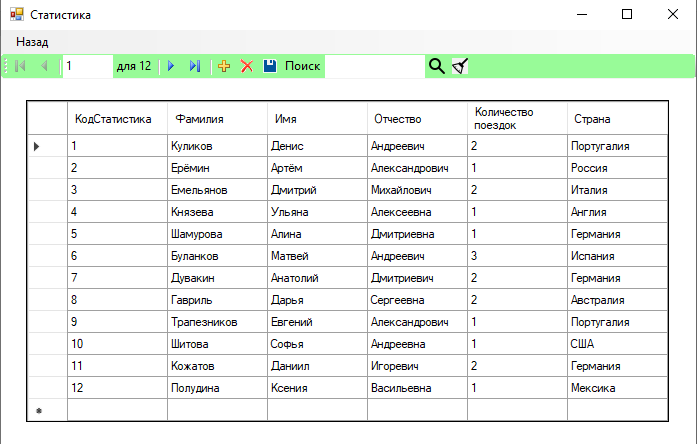 Статистика
Назад
1 для 12 Поиск
КодСтатистика Фамилия Имя Отчество Количество поездок Страна
1 Куликов Денис Андреевич 2 Португалия
2 Ерёмин Артём Александрович 1 Россия
3 Емельянов Дмитрий Михайлович 2 Италия
4 Князева Ульяна Алексеевна 1 Англия
5 Шамурова Алина Дмитриевна 1 Германия
6 Буланков Матвей Андреевич 3 Испания
7 Дувакин Анатолий Дмитриевич 2 Германия
8 Гавриль Дарья Сергеевна 2 Австралия
9 Трапезников Евгений Александрович 1 Португалия
10 Шитова Софья Андреевна 1 США
11 Кожатов Даниил Игоревич 2 Германия
12 Полудина Ксения Васильевна 1 Мексика